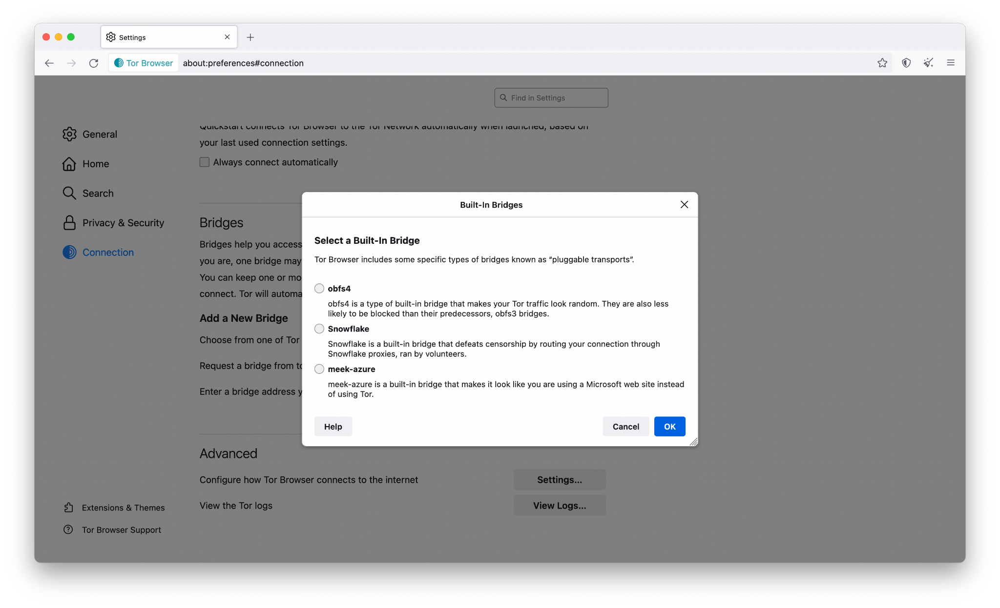 Settings
Tor Browser
about:preferences#connection
Find in Settings
General
Home
Search
Privacy & Security
Connection
Extensions & Themes
Tor Browser Support
Quickstart connects Tor Browser to the Tor Network automatically when launched, based on
your last used connection settings.
Always connect automatically
Bridges
Bridges help you access
you are, one bridge may
You can keep one or mo
connect. Tor will automa
Add a New Bridge
Choose from one of Tor
Request a bridge from to
Enter a bridge address y
Built-In Bridges
Select a Built-In Bridge
Tor Browser includes some specific types of bridges known as “pluggable transports”.
obfs4
obfs4 is a type of built-in bridge that makes your Tor traffic look random. They are also less
likely to be blocked than their predecessors, obfs3 bridges.
Snowflake
Snowflake is a built-in bridge that defeats censorship by routing your connection through
Snowflake proxies, ran by volunteers.
meek-azure
meek-azure is a built-in bridge that makes it look like you are using a Microsoft web site instead
of using Tor.
Help
Cancel
OK
Advanced
Configure how Tor Browser connects to the internet
Settings...
View the Tor logs
View Logs...